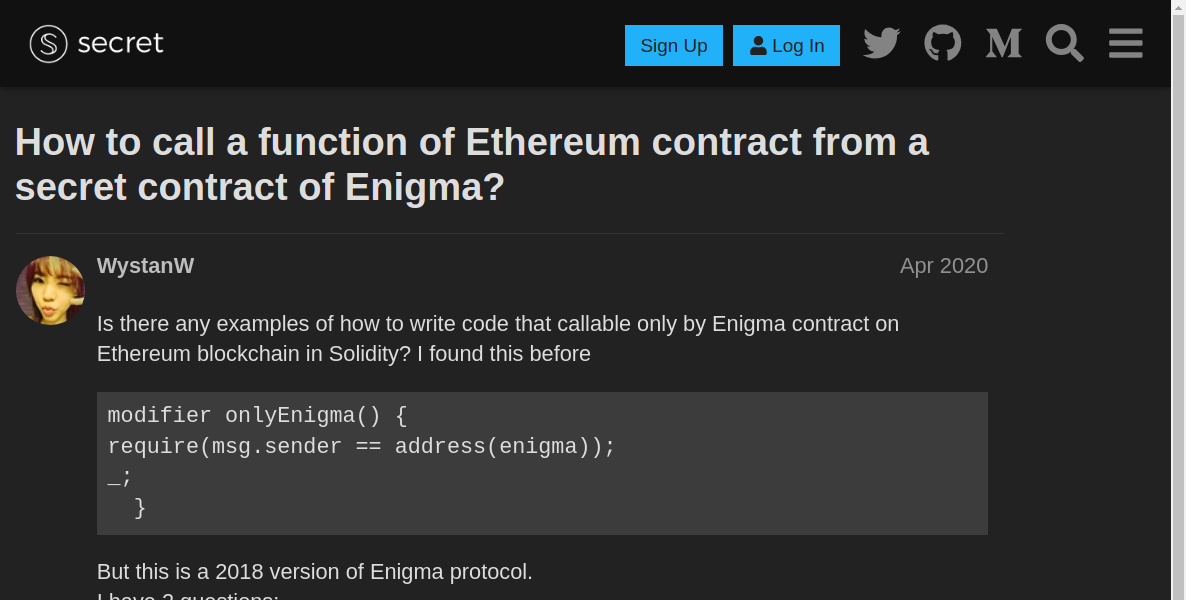 secret
Sign Up
Log In
How to call a function of Ethereum contract from a
secret contract of Enigma?
WystanW
Apr 2020
Is there any examples of how to write code that callable only by Enigma contract on
Ethereum blockchain in Solidity? I found this before
modifier onlyEnigma() {
require(msg.sender == address(enigma));
_;
}
But this is a 2018 version of Enigma protocol.
I have 2 questions: